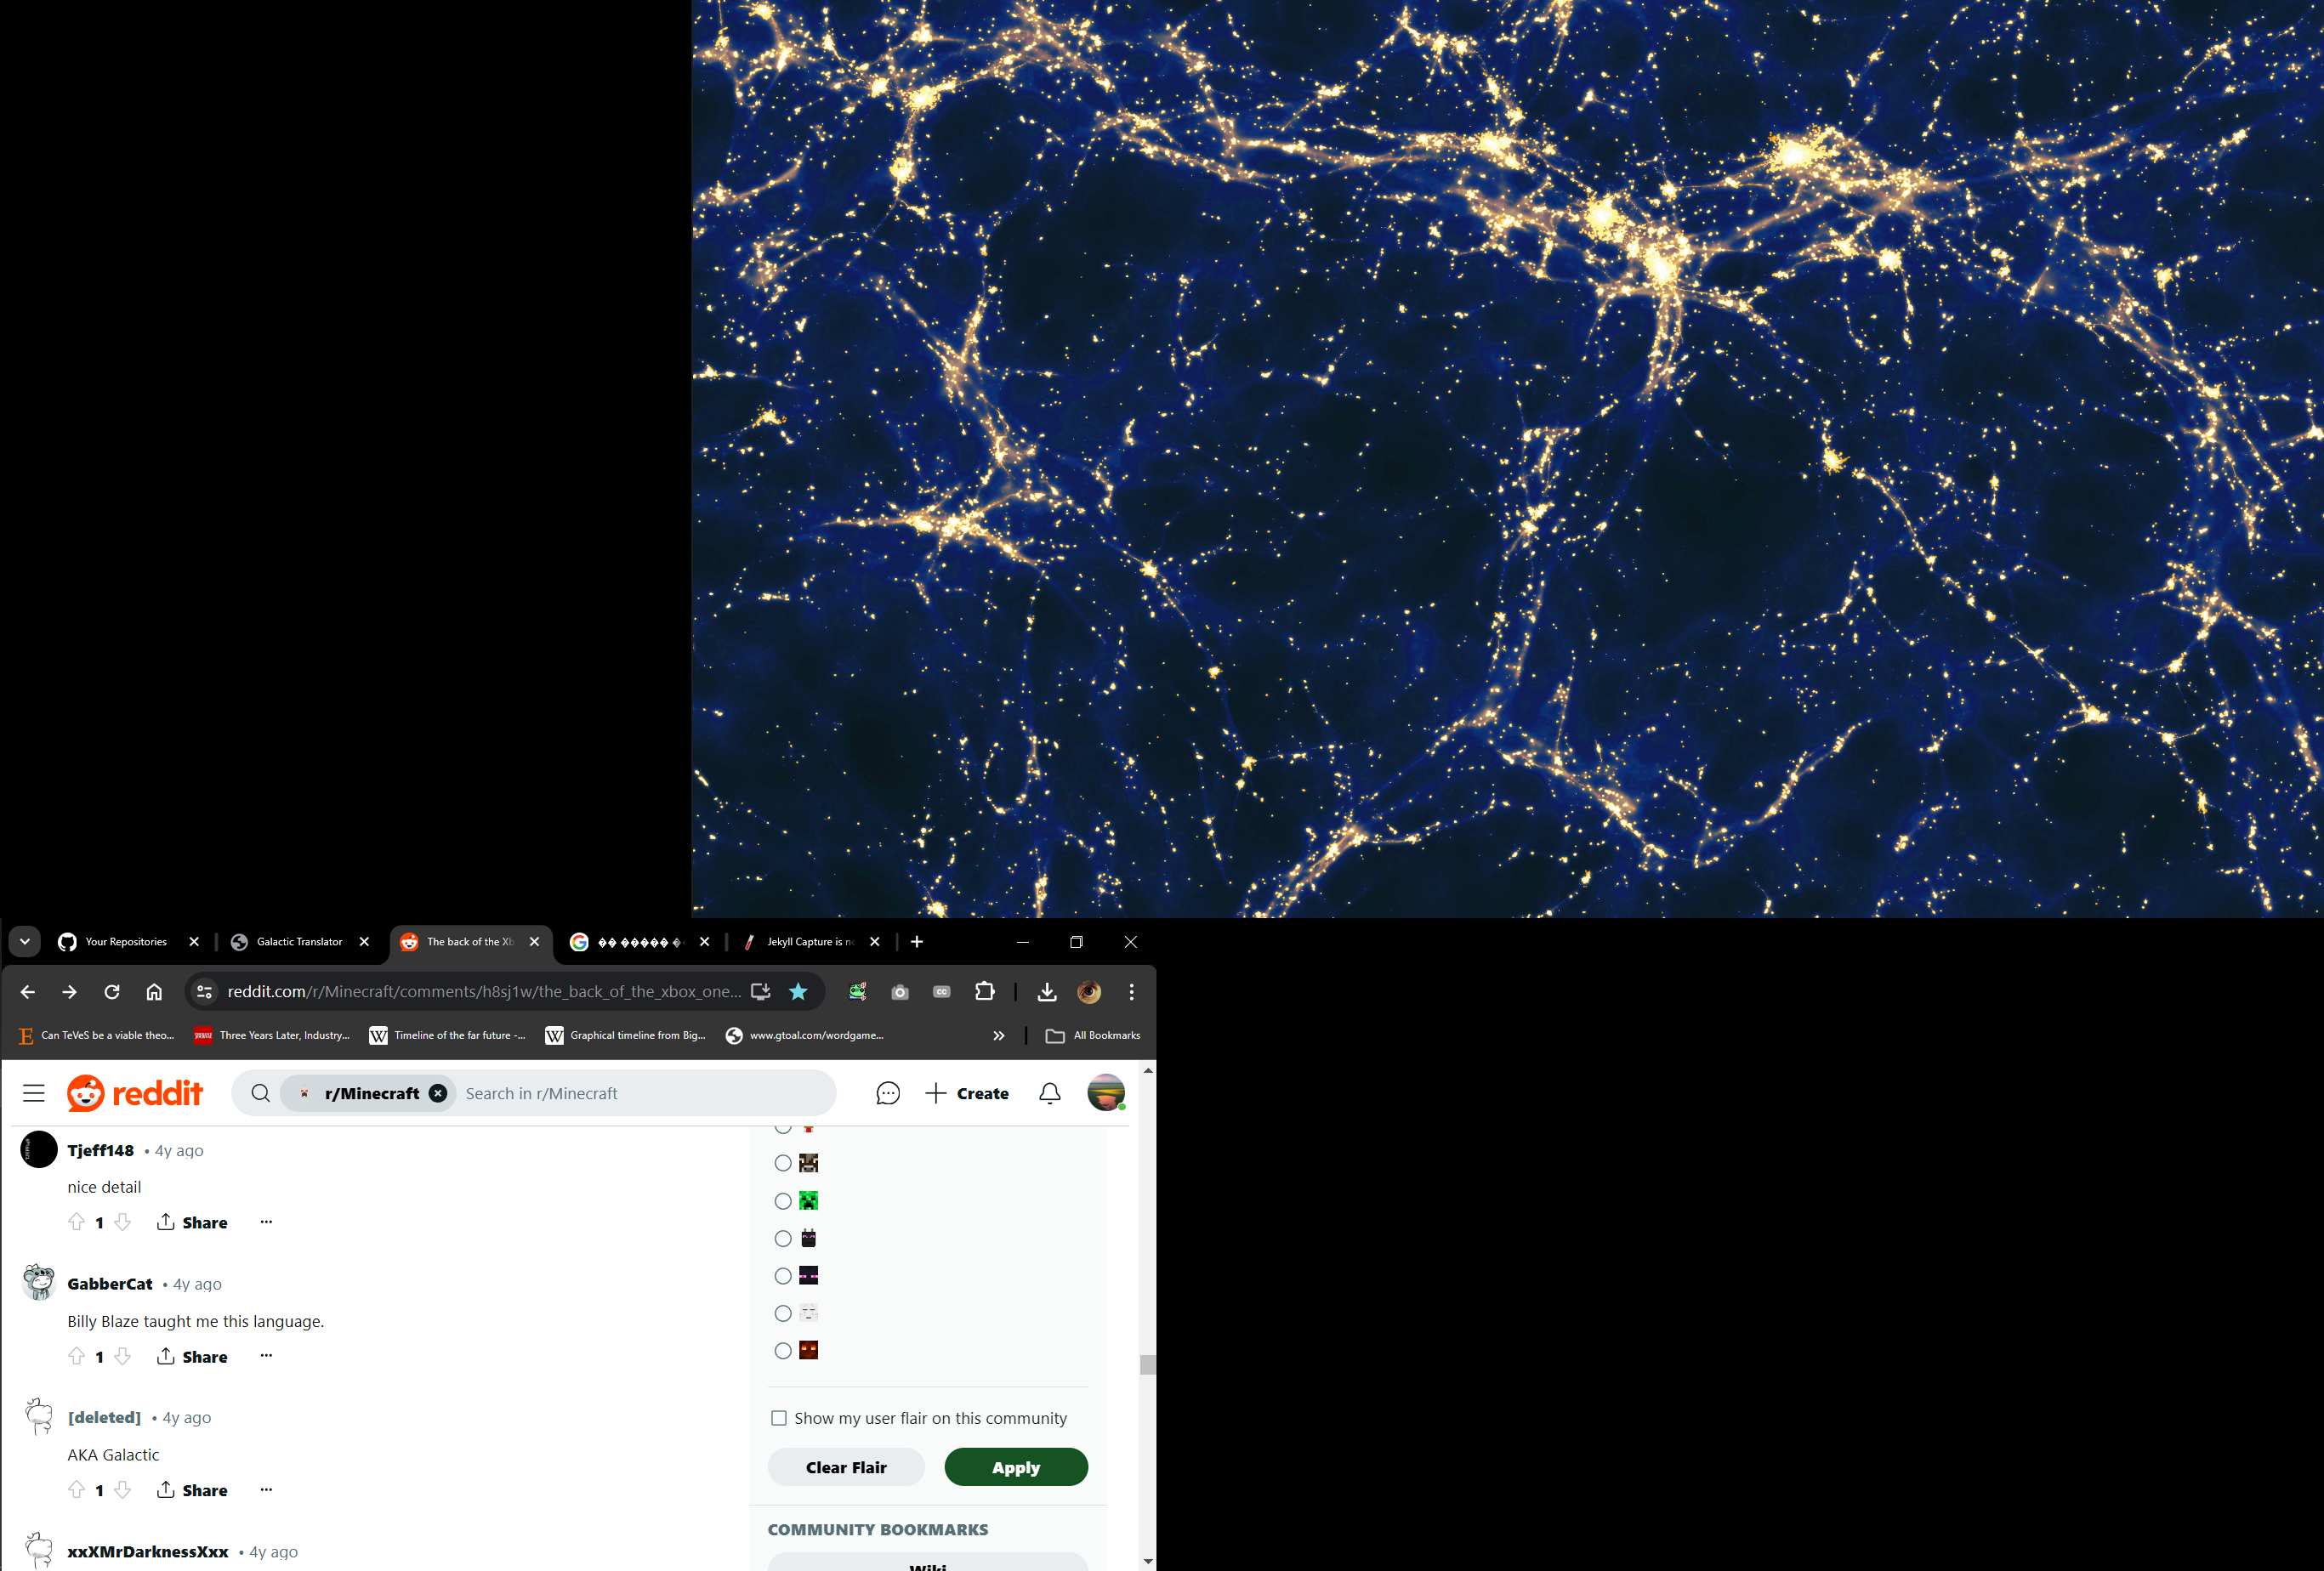 Your Repositories
Galactic Translator
The back of the Xb
�� ����� �
Jekyll Capture is no
reddit.com/r/Minecraft/comments/h8sj1w/the_back_of_the_xbox_one...
CC
Can TeVeS be a viable theo...
Three Years Later, Industry...
Timeline of the far future -...
Graphical timeline from Big...
www.gtoal.com/wordgame...
All Bookmarks
reddit
r/Minecraft
Search in r/Minecraft
Create
Tjeff148 • 4y ago
nice detail
1 Share
GabberCat • 4y ago
Billy Blaze taught me this language.
1 Share
[deleted] • 4y ago
AKA Galactic
1 Share
xxXMrDarknessXxx • 4y ago
Show my user flair on this community
Clear Flair
Apply
COMMUNITY BOOKMARKS
Wiki